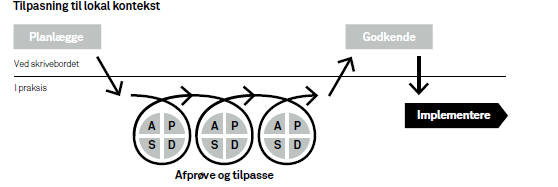 Tilpasning til lokal kontekst
Planlægge
Godkende
Ved skrivebordet
I praksis
Implementere
A P A P A P
S D S D S D
Afprøve og tilpasse